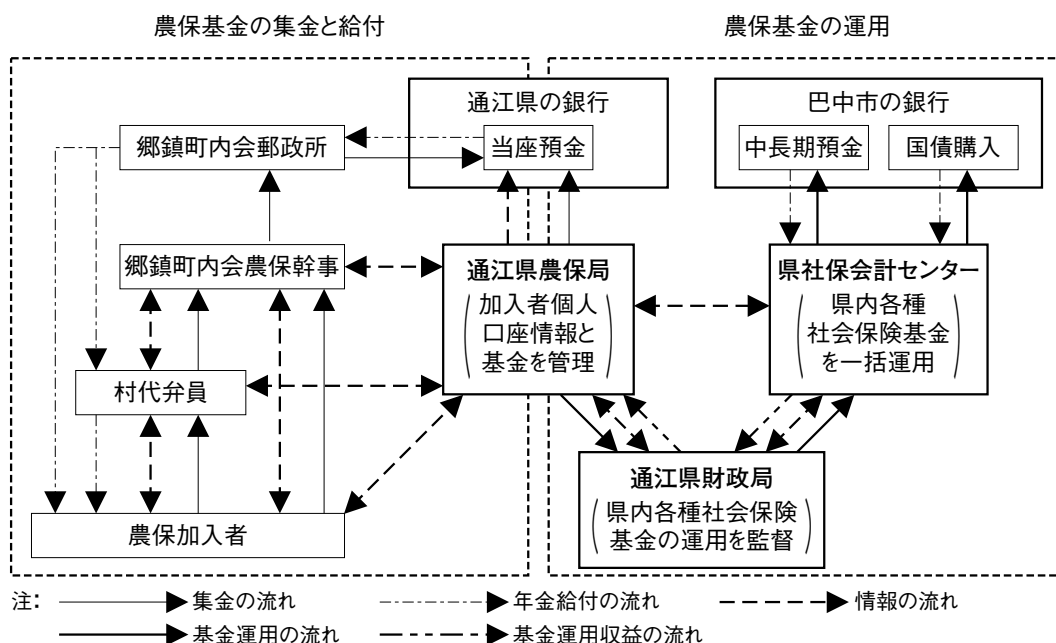 農保基金の集金と給付
農保基金の運用
通江県の銀行
当座預金
巴中市の銀行
中長期預金
国債購入
郷鎮町内会郵政所
郷鎮町内会農保幹事
通江県農保局
加入者個人
口座情報と
基金を管理
県社保会計センター
県内各種
社会保険基金
を一括運用
村代弁員
通江県財政局
県内各種社会保険
基金の運用を監督
農保加入者
注: 集金の流れ 年金給付の流れ 情報の流れ
基金運用の流れ 基金運用収益の流れ